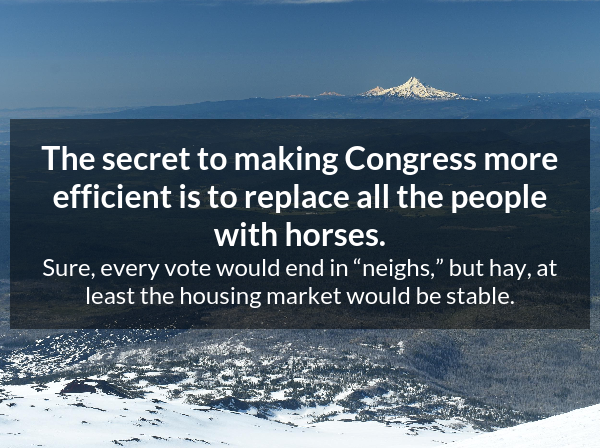 The secret to making Congress more
efficient is to replace all the people
with horses.
Sure, every vote would end in “neighs,” but hay, at
least the housing market would be stable.